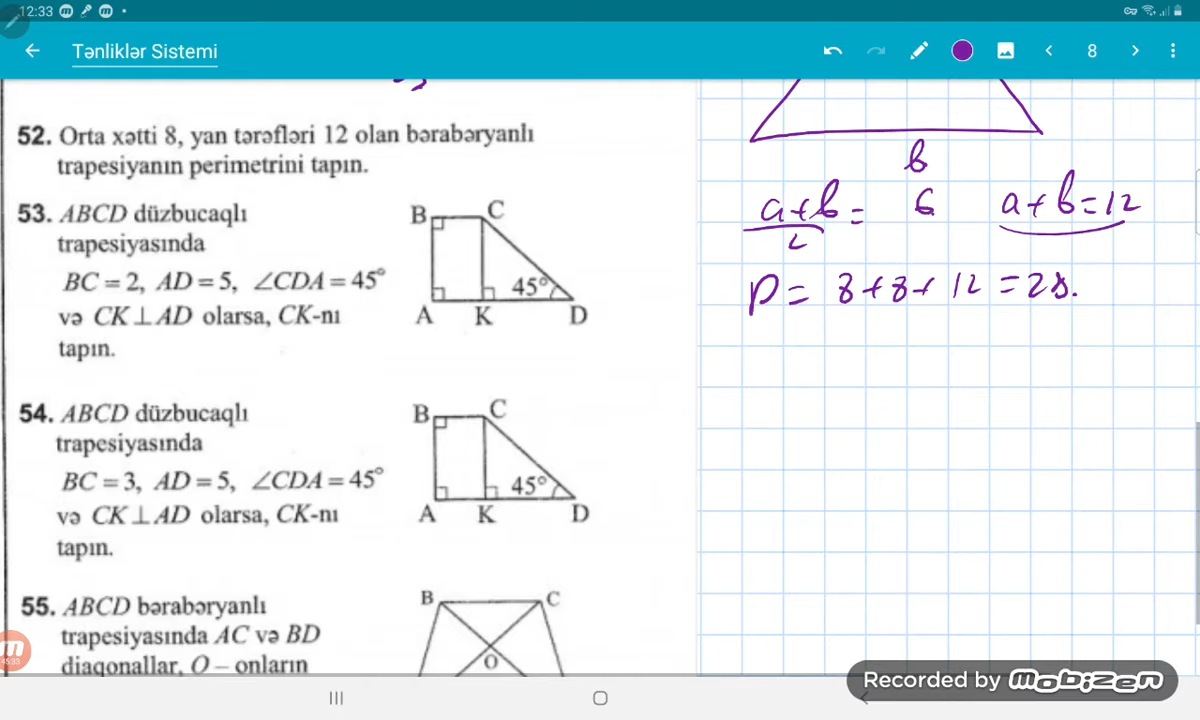 12:33
Tənliklər Sistemi
8
52. Orta xətti 8, yan tərəfləri 12 olan bərabəryanlı
trapesiyanın perimetrini tapın.
53. ABCD düzbucaqlı
trapesiyasında
BC = 2, AD = 5, ∠CDA = 45°
və CK ⊥ AD olarsa, CK-nı
tapın.
B C
45°
A K D
54. ABCD düzbucaqlı
trapesiyasında
BC = 3, AD = 5, ∠CDA = 45°
və CK ⊥ AD olarsa, CK-nı
tapın.
B C
45°
A K D
55. ABCD bərabəryanlı
trapesiyasında AC və BD
diaqonallar, O – onların
B C
O
b
a+b/2 = 6 a+b=12
P = 8+8+12=28.
45:33
Recorded by Mobizen